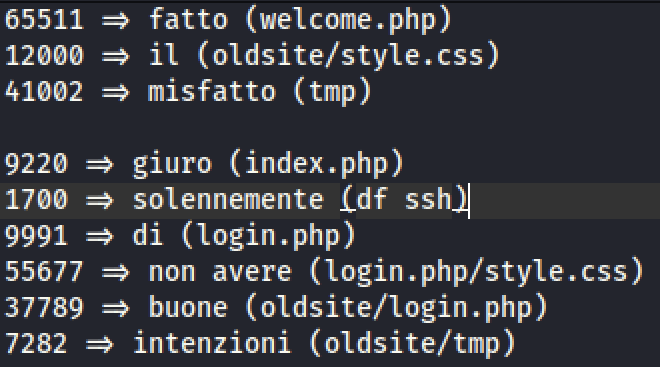 65511 => fatto (welcome.php)
12000 => il (oldsite/style.css)
41002 => misfatto (tmp)
9220 => giuro (index.php)
1700 => solennemente (df ssh)
9991 => di (login.php)
55677 => non avere (login.php/style.css)
37789 => buone (oldsite/login.php)
7282 => intenzioni (oldsite/tmp)